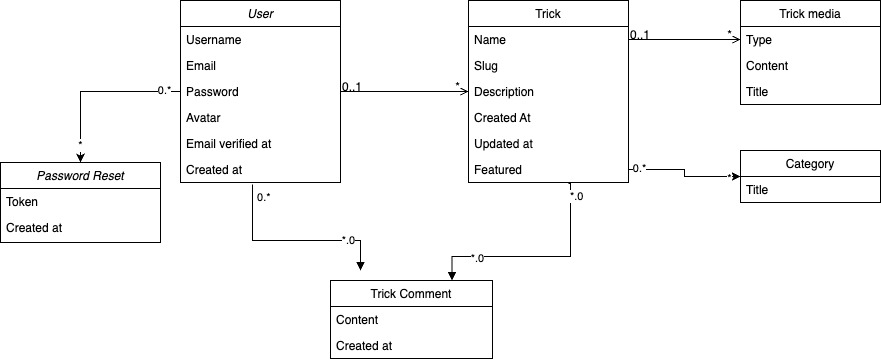 User
Username
Email
Password
Avatar
Email verified at
Created at
Trick
Name
Slug
Description
Created At
Updated at
Featured
Trick media
Type
Content
Title
Category
Title
Password Reset
Token
Created at
Trick Comment
Content
Created at
0..1
*
0..1
*
0.*
*
0.*
*
0.*
*.0
*.0
*.0